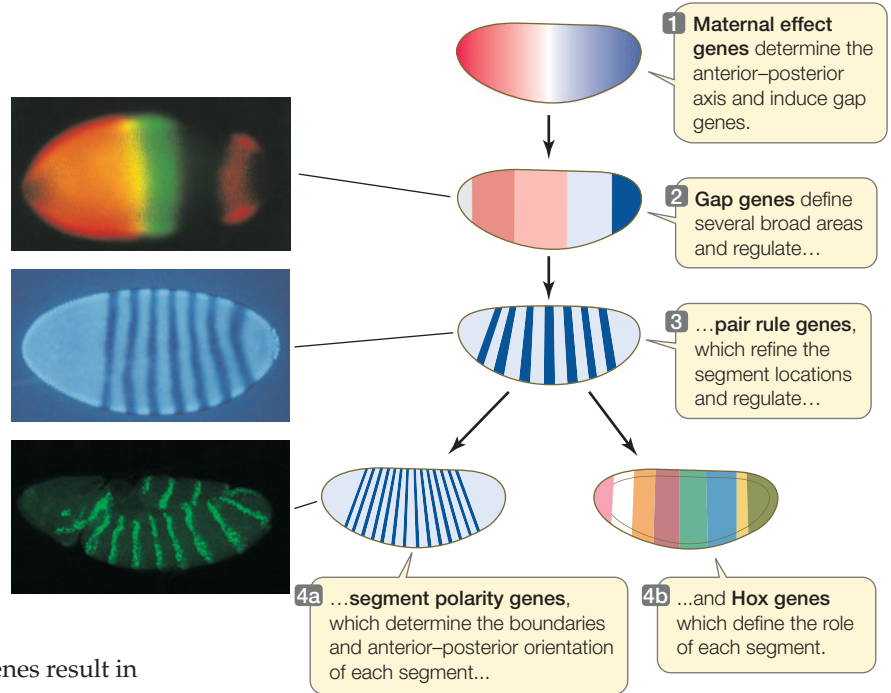 1 Maternal effect
genes determine the
anterior–posterior
axis and induce gap
genes.
2 Gap genes define
several broad areas
and regulate…
3 …pair rule genes,
which refine the
segment locations
and regulate…
4a …segment polarity genes,
which determine the boundaries
and anterior–posterior orientation
of each segment...
4b ...and Hox genes
which define the role
of each segment.
enes result in